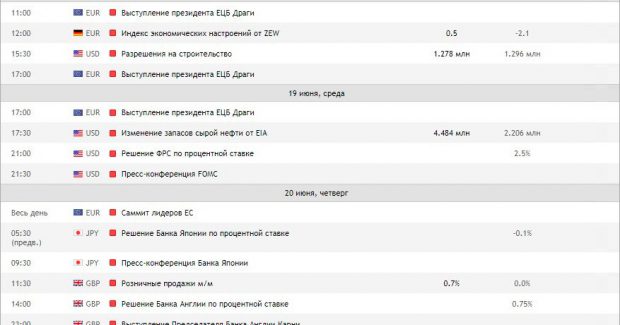 11:00 EUR Выступление президента ЕЦБ Драги
12:00 EUR Индекс экономических настроений от ZEW 0.5 -2.1
15:30 USD Разрешения на строительство 1.278 млн 1.296 млн
17:00 EUR Выступление президента ЕЦБ Драги
19 июня, среда
17:00 EUR Выступление президента ЕЦБ Драги
17:30 USD Изменение запасов сырой нефти от EIA 4.484 млн 2.206 млн
21:00 USD Решение ФРС по процентной ставке 2.5%
21:30 USD Пресс-конференция FOMC
20 июня, четверг
Весь день EUR Саммит лидеров ЕС
05:30 JPY Решение Банка Японии по процентной ставке -0.1%
(предв.)
09:30 JPY Пресс-конференция Банка Японии
11:30 GBP Розничные продажи м/м 0.7% 0.0%
14:00 GBP Решение Банка Англии по процентной ставке 0.75%
GBP Выступление Председателя Банка Англии Карни